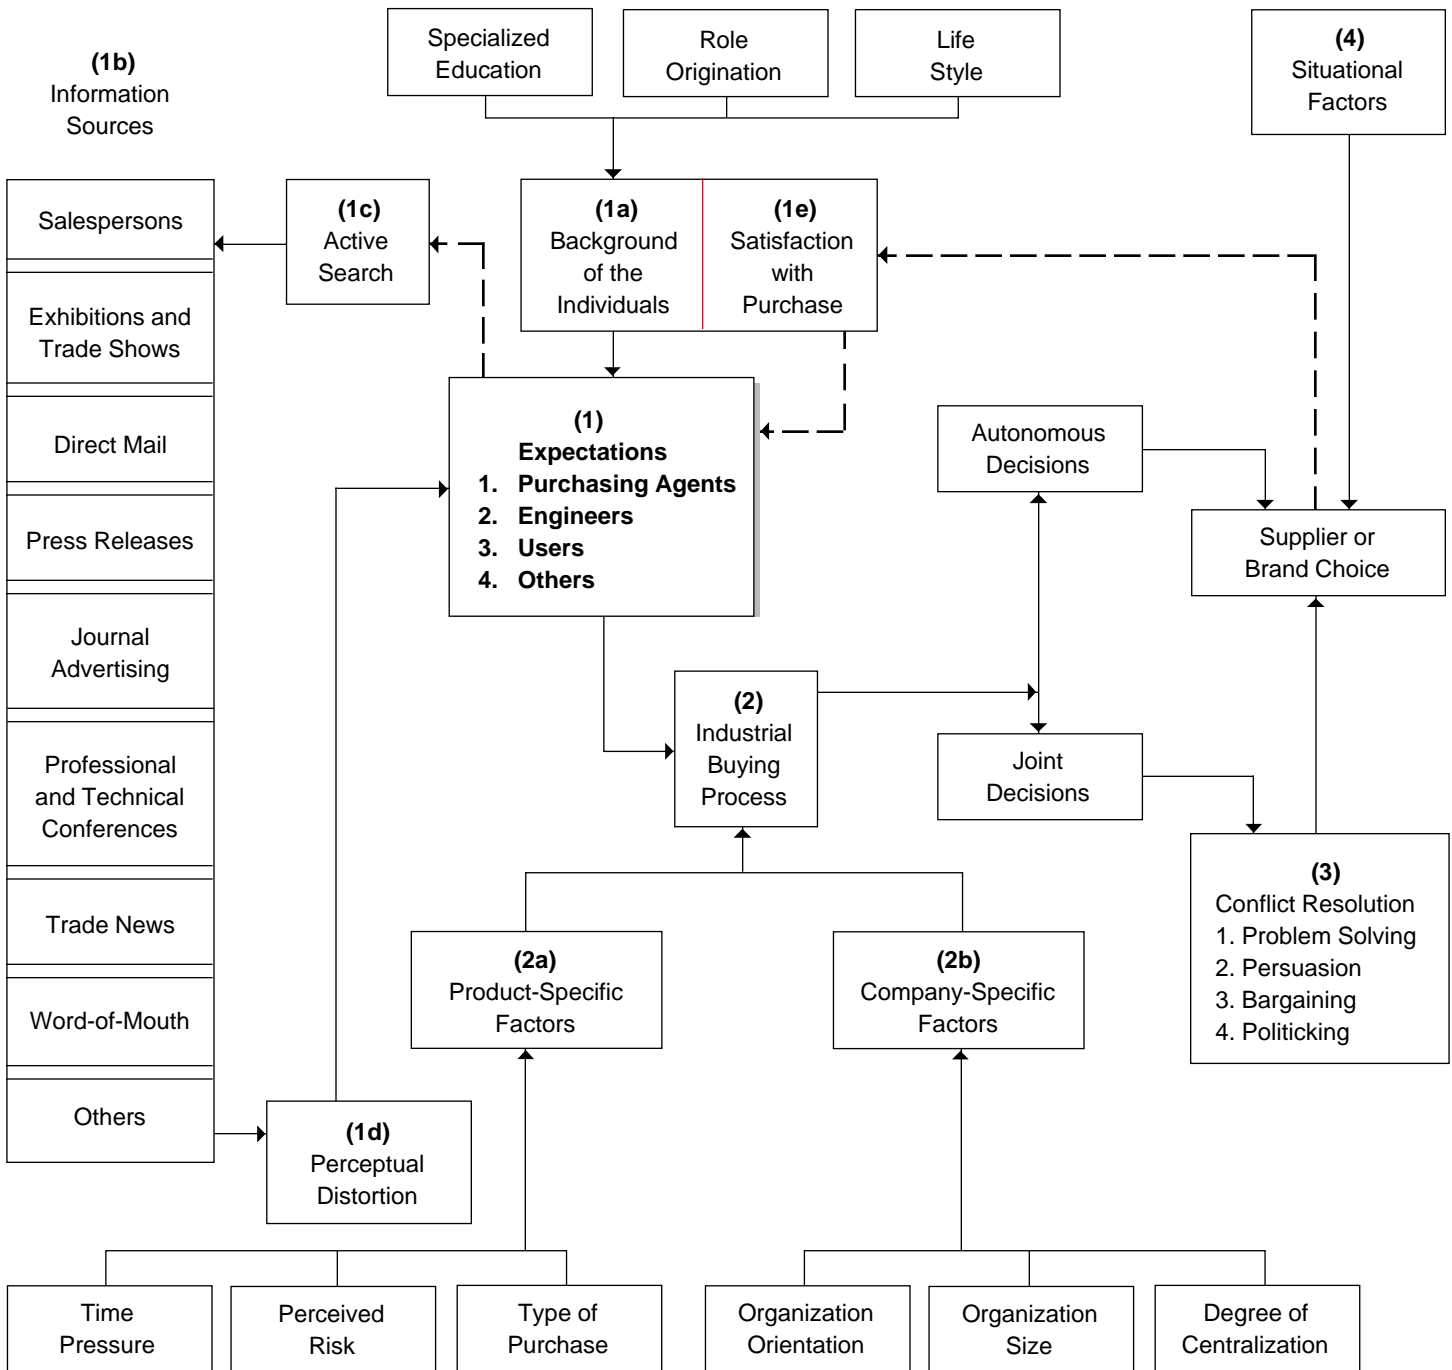 (1b)
Information
Sources
Salespersons
Exhibitions and
Trade Shows
Direct Mail
Press Releases
Journal
Advertising
Professional
and Technical
Conferences
Trade News
Word-of-Mouth
Others
Specialized
Education
Role
Origination
Life
Style
(4)
Situational
Factors
(1c)
Active
Search
(1a)
Background
of the
Individuals
(1e)
Satisfaction
with
Purchase
(1)
Expectations
1. Purchasing Agents
2. Engineers
3. Users
4. Others
Autonomous
Decisions
Supplier or
Brand Choice
(2)
Industrial
Buying
Process
Joint
Decisions
(3)
Conflict Resolution
1. Problem Solving
2. Persuasion
3. Bargaining
4. Politicking
(2a)
Product-Specific
Factors
(2b)
Company-Specific
Factors
(1d)
Perceptual
Distortion
Time
Pressure
Perceived
Risk
Type of
Purchase
Organization
Orientation
Organization
Size
Degree of
Centralization